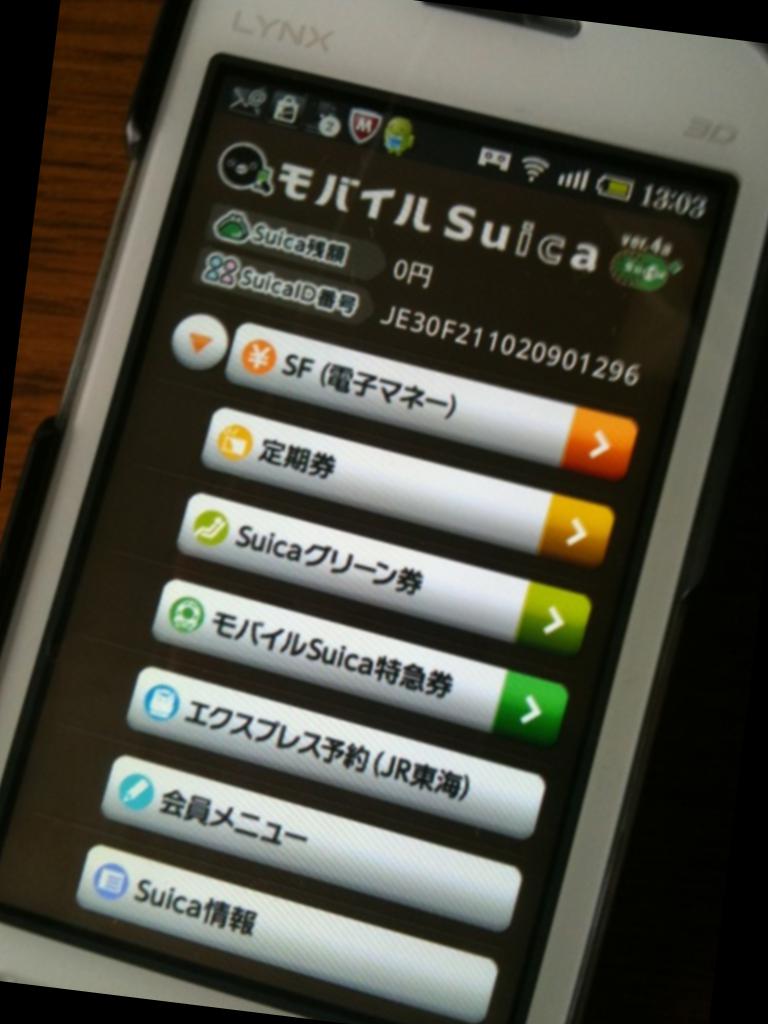 LYNX
3D
13:03
モバイルSuica
ver.4a
Suica残額
0円
SuicaID番号
JE30F211020901296
SF (電子マネー)
定期券
Suicaグリーン券
モバイルSuica特急券
エクスプレス予約(JR東海)
会員メニュー
Suica情報